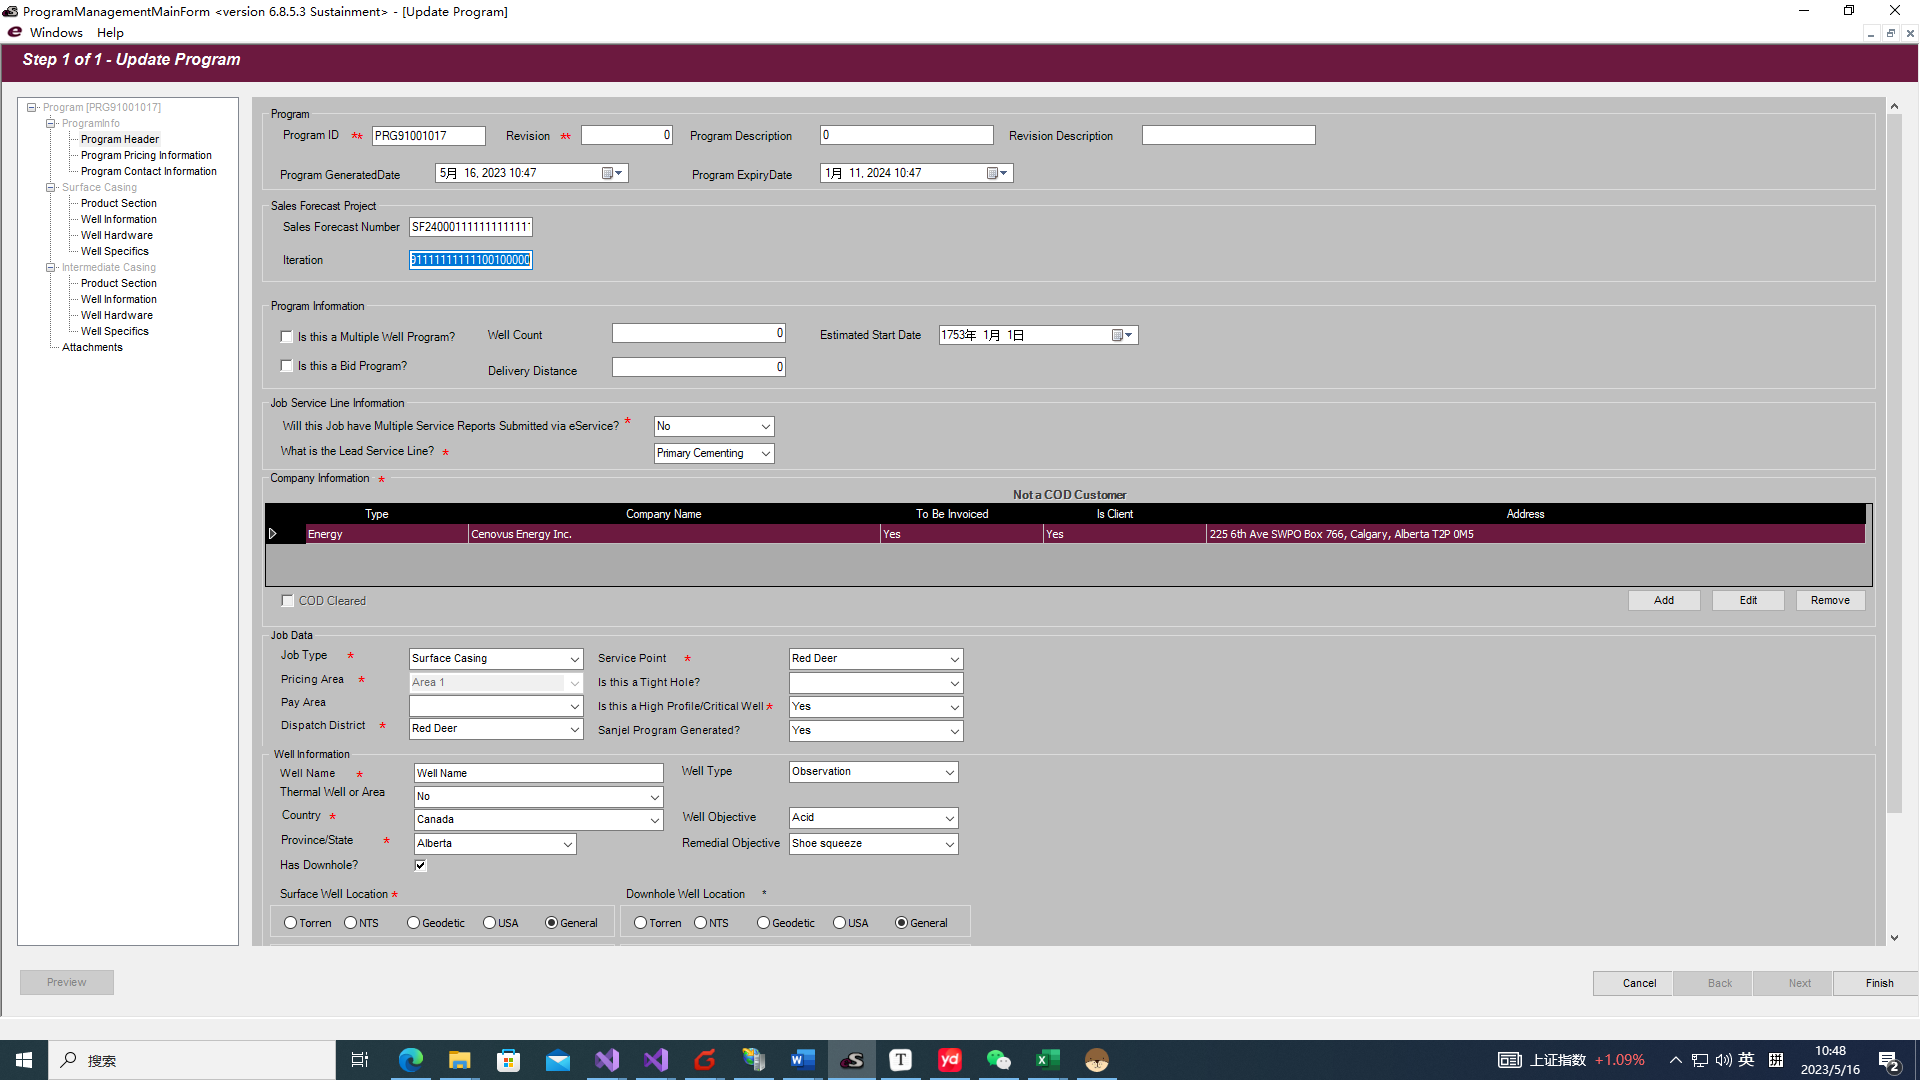 ProgramManagementMainForm <version 6.8.5.3 Sustainment> - [Update Program]
Windows Help
Step 1 of 1 - Update Program
Program [PRG91001017]
ProgramInfo
Program Header
Program Pricing Information
Program Contact Information
Surface Casing
Product Section
Well Information
Well Hardware
Well Specifics
Intermediate Casing
Product Section
Well Information
Well Hardware
Well Specifics
Attachments
Program
Program ID ** PRG91001017 Revision ** 0 Program Description 0 Revision Description
Program GeneratedDate 5月 16, 2023 10:47 Program ExpiryDate 1月 11, 2024 10:47
Sales Forecast Project
Sales Forecast Number
Iteration
Program Information
Is this a Multiple Well Program? Well Count 0 Estimated Start Date 1753年 1月 1日
Is this a Bid Program? Delivery Distance 0
Job Service Line Information
Will this Job have Multiple Service Reports Submitted via eService? * No
What is the Lead Service Line? * Primary Cementing
Company Information *
Not a COD Customer
Type Company Name To Be Invoiced Is Client Address
Energy Cenovus Energy Inc. Yes Yes 225 6th Ave SWPO Box 766, Calgary, Alberta T2P 0M5
COD Cleared Add Edit Remove
Job Data
Job Type * Surface Casing Service Point * Red Deer
Pricing Area * Area 1 Is this a Tight Hole?
Pay Area Is this a High Profile/Critical Well * Yes
Dispatch District * Red Deer Sanjel Program Generated? Yes
Well Information
Well Name * Well Name Well Type Observation
Thermal Well or Area No
Country * Canada Well Objective Acid
Province/State * Alberta Remedial Objective Shoe squeeze
Has Downhole?
Surface Well Location * Downhole Well Location *
Torren NTS Geodetic USA General Torren NTS Geodetic USA General
Preview Cancel Back Next Finish
搜索 上证指数 +1.09% 英 拼 10:48
2023/5/16 2